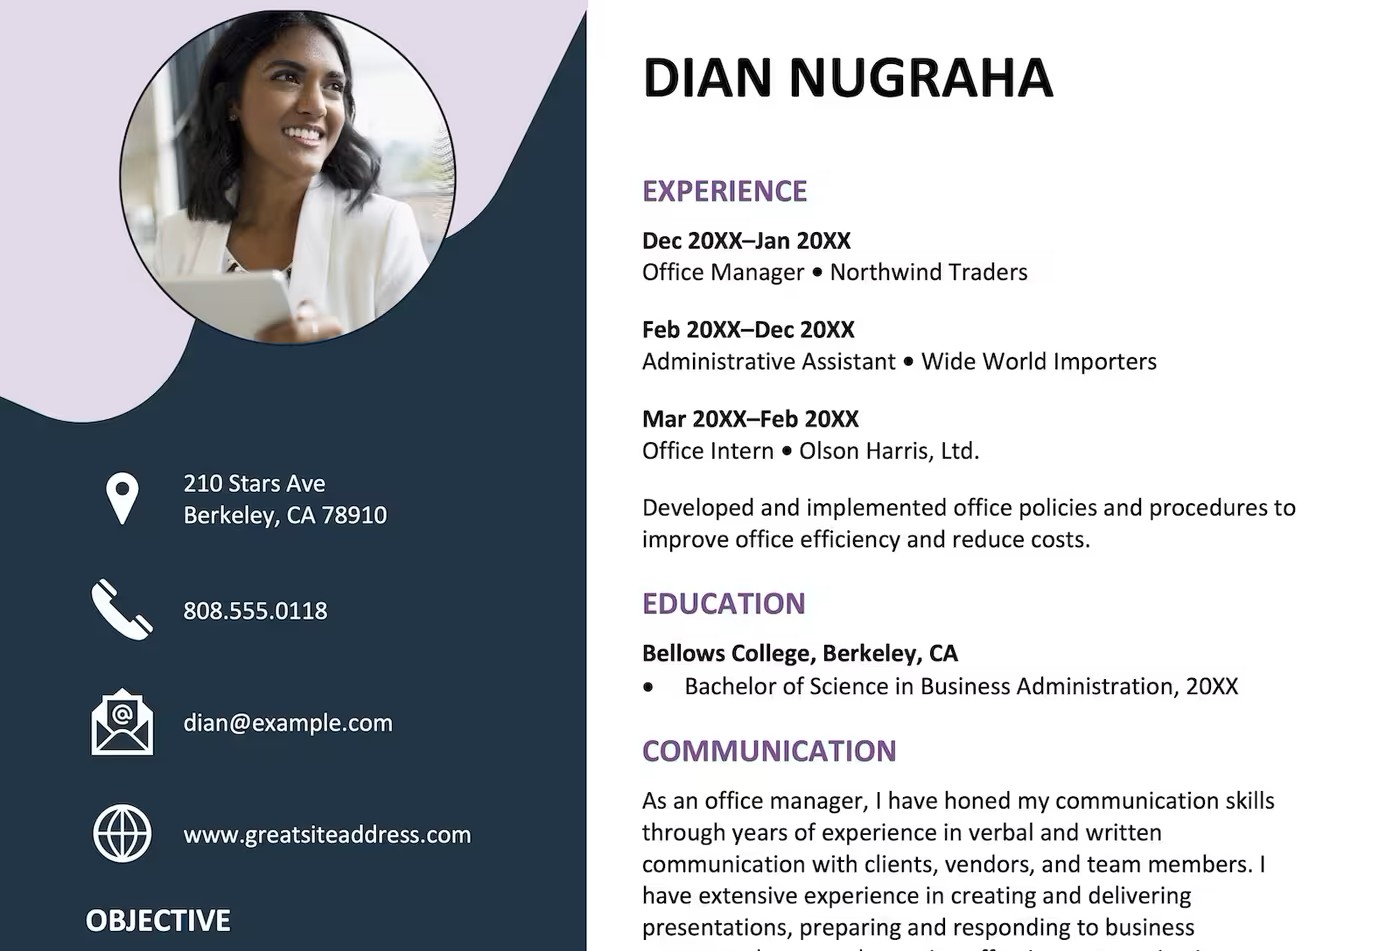 DIAN NUGRAHA
EXPERIENCE
Dec 20XX–Jan 20XX
Office Manager • Northwind Traders
Feb 20XX–Dec 20XX
Administrative Assistant • Wide World Importers
Mar 20XX–Feb 20XX
Office Intern • Olson Harris, Ltd.
Developed and implemented office policies and procedures to
improve office efficiency and reduce costs.
EDUCATION
Bellows College, Berkeley, CA
• Bachelor of Science in Business Administration, 20XX
COMMUNICATION
As an office manager, I have honed my communication skills
through years of experience in verbal and written
communication with clients, vendors, and team members. I
have extensive experience in creating and delivering
presentations, preparing and responding to business
210 Stars Ave
Berkeley, CA 78910
808.555.0118
@
dian@example.com
www.greatsiteaddress.com
OBJECTIVE